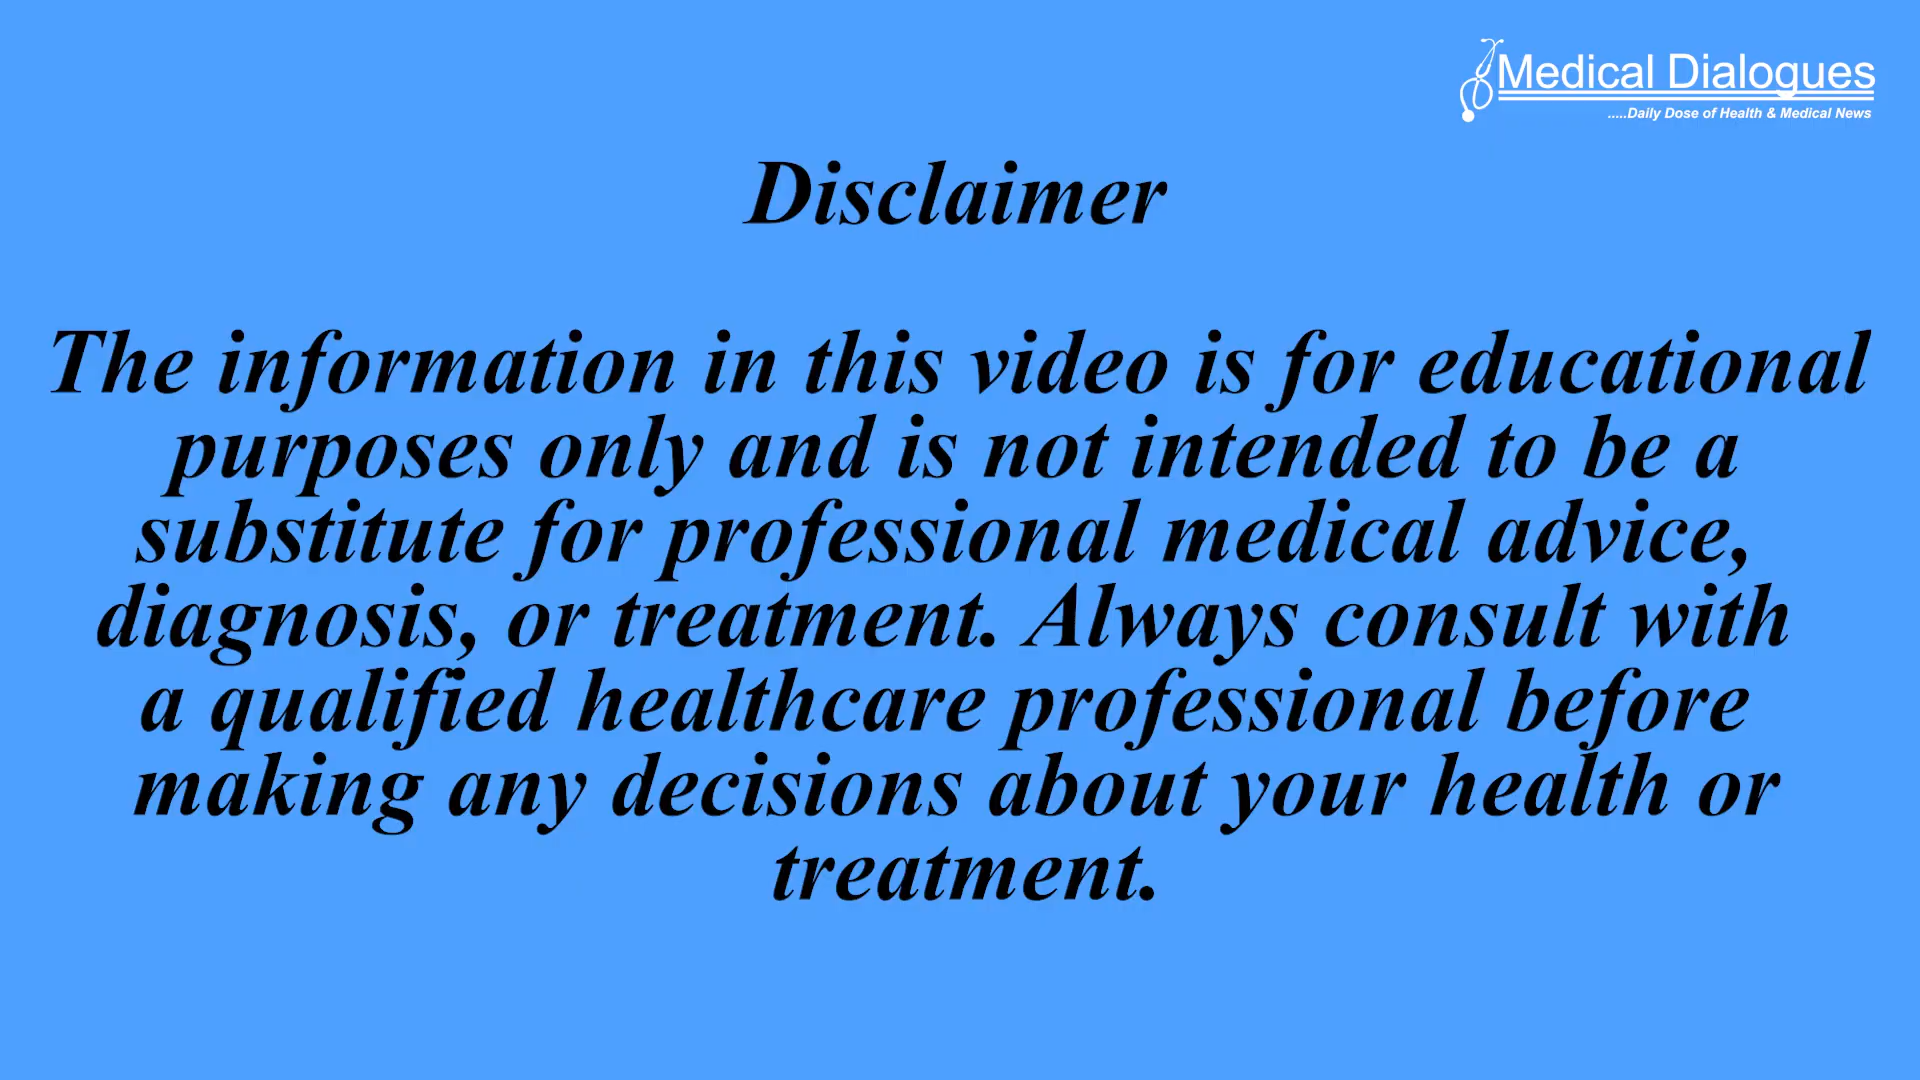 Medical Dialogues
.....Daily Dose of Health & Medical News
Disclaimer
The information in this video is for educational
purposes only and is not intended to be a
substitute for professional medical advice,
diagnosis, or treatment. Always consult with
a qualified healthcare professional before
making any decisions about your health or
treatment.